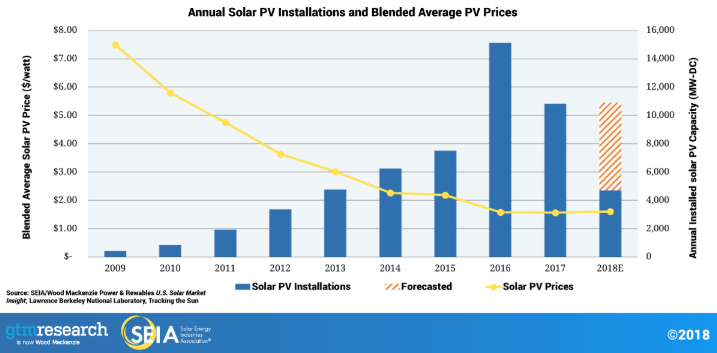 Annual Solar PV Installations and Blended Average PV Prices
Blended Average Solar PV Price ($/watt)
$8.00
$7.00
$6.00
$5.00
$4.00
$3.00
$2.00
$1.00
$-
16,000
14,000
12,000
10,000
8,000
6,000
4,000
2,000
0
Annual Installed solar PV Capacity (MW-DC)
2009 2010 2011 2012 2013 2014 2015 2016 2017 2018E
Solar PV Installations Forecasted Solar PV Prices
Source: SEIA/Wood Mackenzie Power & Rewables U.S. Solar Market
Insight; Lawrence Berkeley National Laboratory, Tracking the Sun
gtmresearch
is now Wood Mackenzie
SEIA
Solar Energy
Industries
Association®
©2018